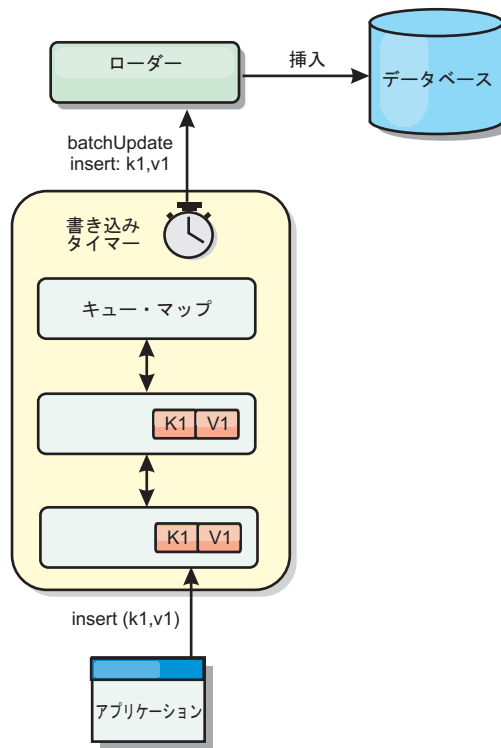 ローダー
挿入
データベース
batchUpdate
insert: k1,v1
書き込み
タイマー
キュー・マップ
K1 V1
K1 V1
insert (k1,v1)
アプリケーション